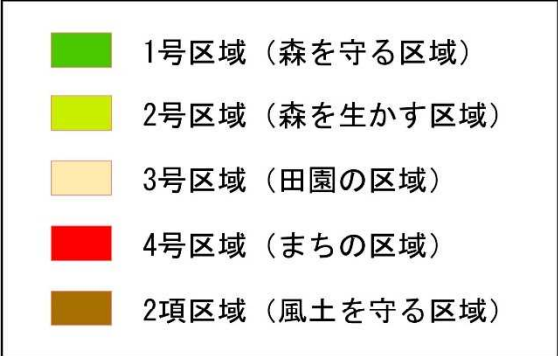 1号区域（森を守る区域）
2号区域（森を生かす区域）
3号区域（田園の区域）
4号区域（まちの区域）
2項区域（風土を守る区域）